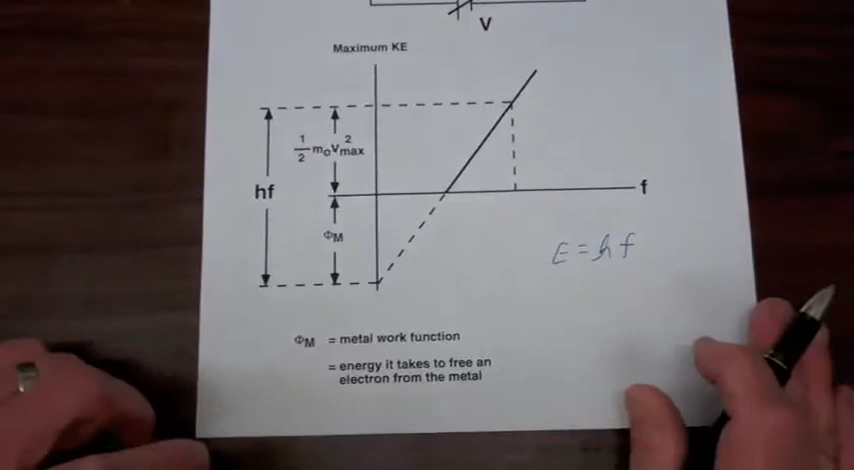 V
Maximum KE
1/2 m₀v²max
hf
f
ΦM
E = hf
ΦM = metal work function
= energy it takes to free an
electron from the metal